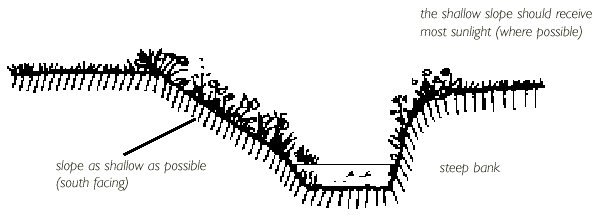 the shallow slope should receive
most sunlight (where possible)
slope as shallow as possible
(south facing)
steep bank